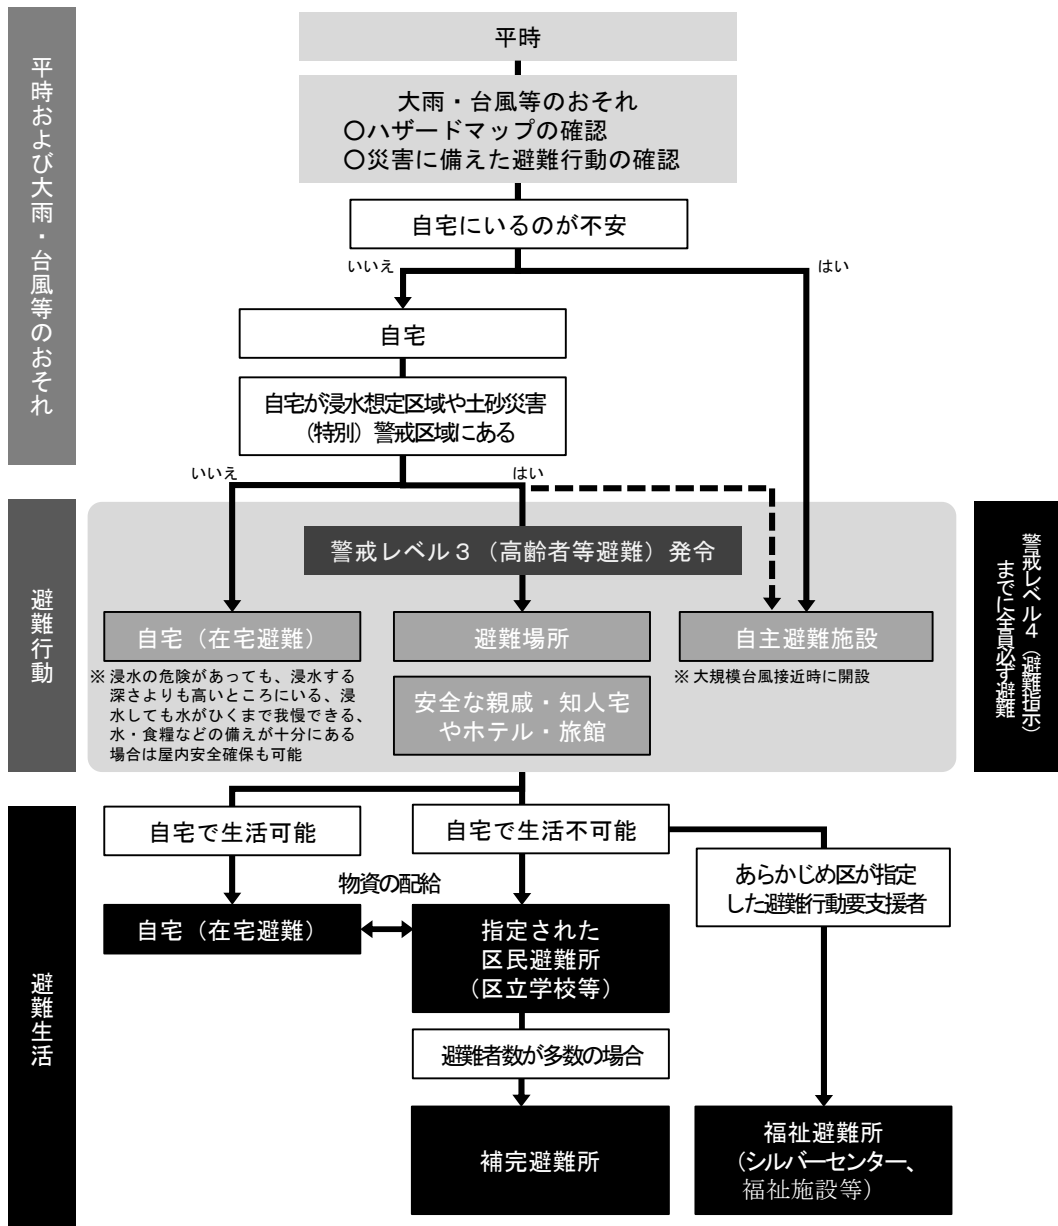 平時および大雨・台風等のおそれ
平時
大雨・台風等のおそれ
○ハザードマップの確認
○災害に備えた避難行動の確認
自宅にいるのが不安
いいえ
はい
自宅
自宅が浸水想定区域や土砂災害
（特別）警戒区域にある
いいえ
はい
避難行動
警戒レベル３（高齢者等避難）発令
自宅（在宅避難）
※浸水の危険があっても、浸水する
深さよりも高いところにいる、浸
水しても水がひくまで我慢できる、
水・食糧などの備えが十分にある
場合は屋内安全確保も可能
避難場所
安全な親戚・知人宅
やホテル・旅館
自主避難施設
※大規模台風接近時に開設
警戒レベル４（避難指示）
までに全員必ず避難
避難生活
自宅で生活可能
自宅で生活不可能
あらかじめ区が指定
した避難行動要支援者
物資の配給
自宅（在宅避難）
指定された
区民避難所
（区立学校等）
避難者数が多数の場合
補完避難所
福祉避難所
（シルバーセンター、
福祉施設等）